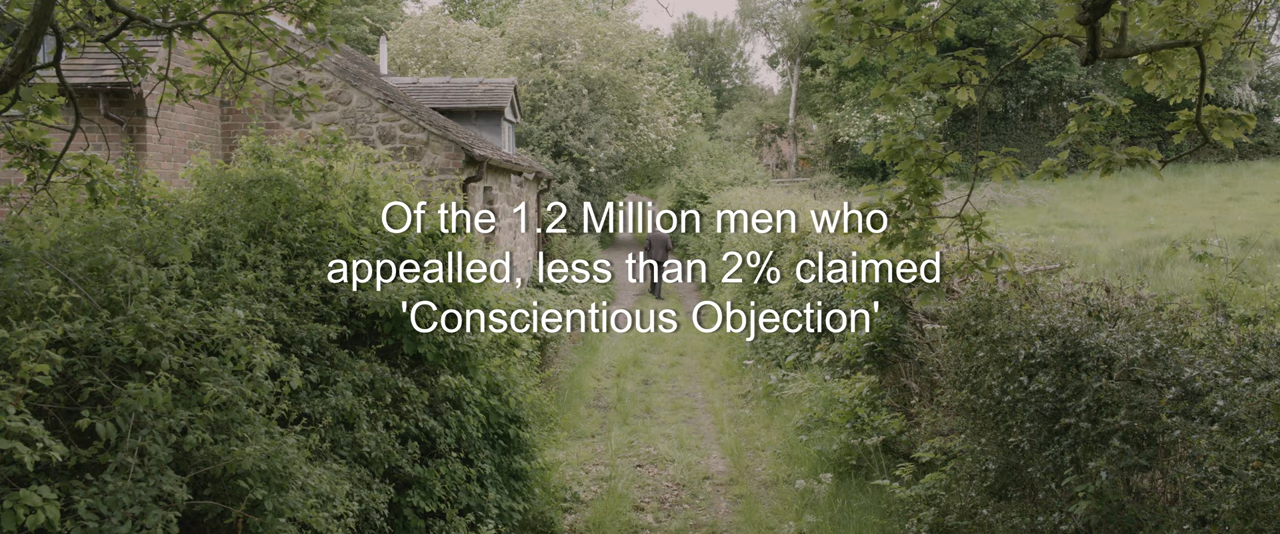 Of the 1.2 Million men who
appealled, less than 2% claimed
'Conscientious Objection'